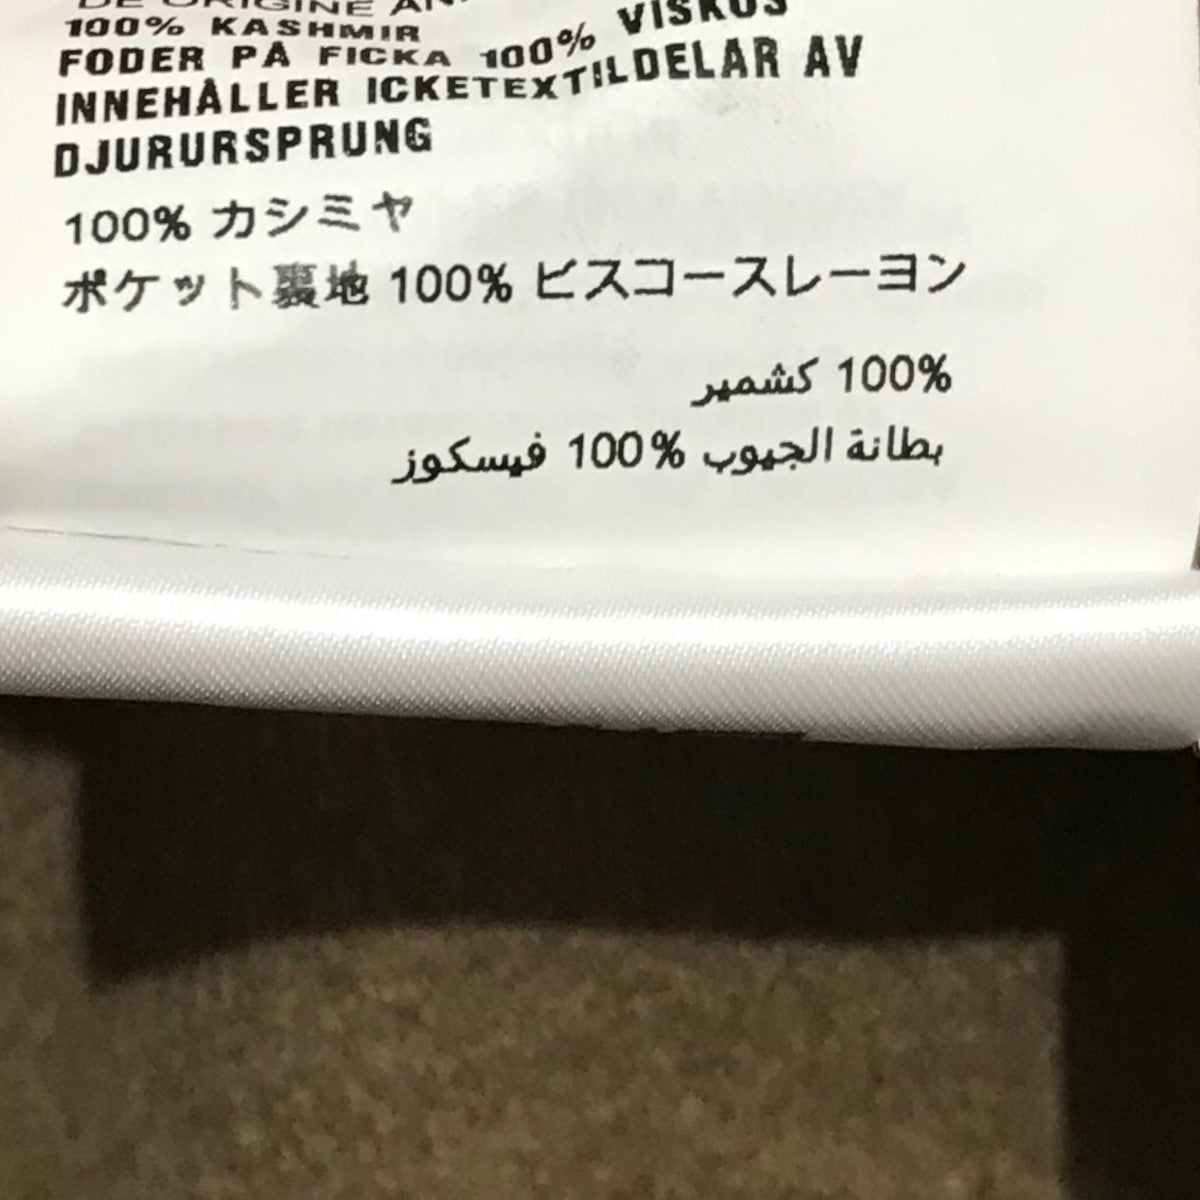 DE ORIGINE
100% KASHMIR
FODER PÅ FICKA 100% VISKOS
INNEHÅLLER ICKETEXTILDELAR AV
DJURURSPRUNG
100% カシミヤ
ポケット裏地 100% ビスコースレーヨン
100% كشمير
بطانة الجيوب 100% فيسكوز